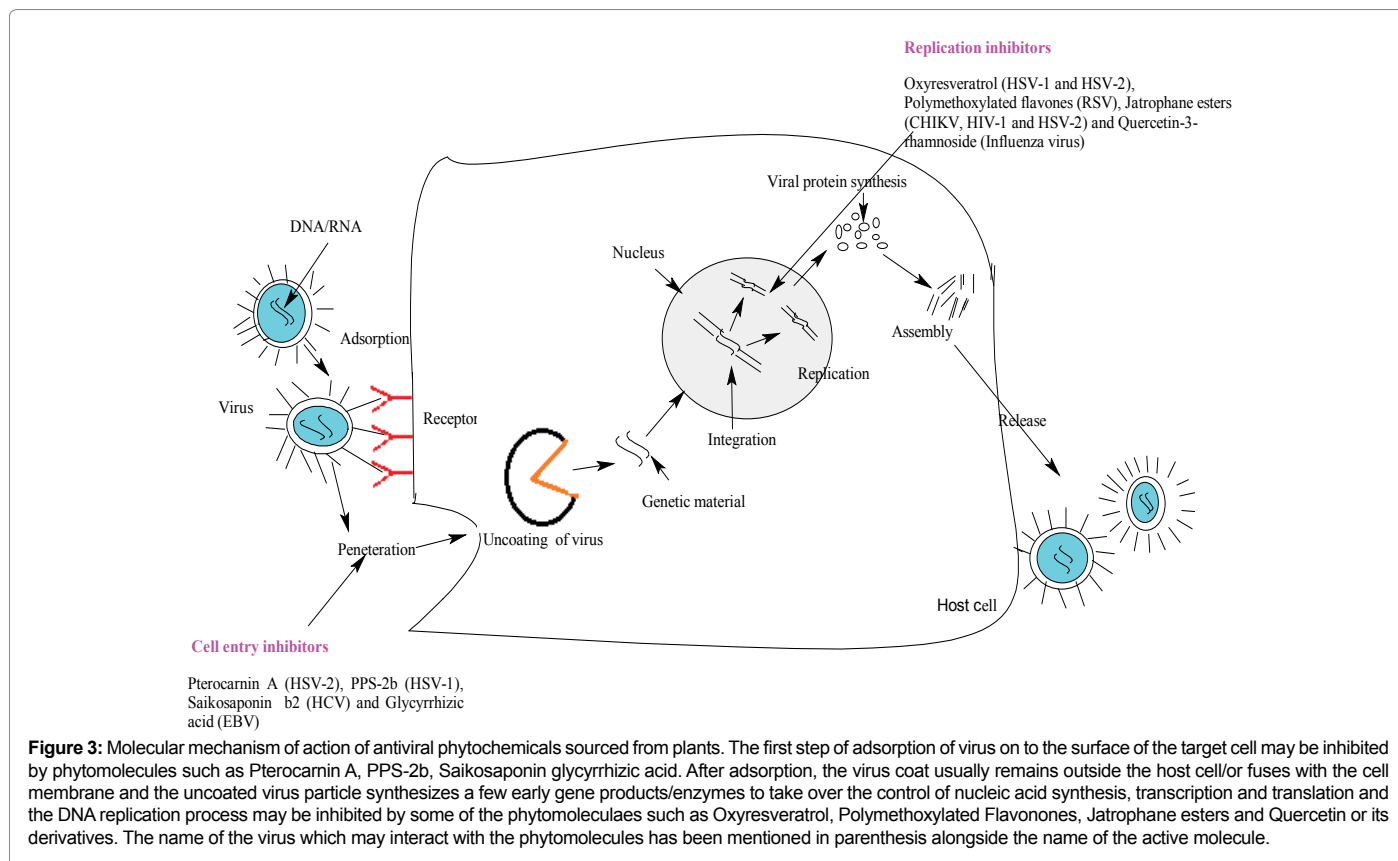 Replication inhibitors
Oxyresveratrol (HSV-1 and HSV-2),
Polymethoxylated flavones (RSV), Jatrophane esters
(CHIKV, HIV-1 and HSV-2) and Quercetin-3-
rhamnoside (Influenza virus)
Viral protein synthesis
DNA/RNA
Nucleus
Adsorption
Assembly
Replication
Virus
Receptor
Release
Integration
Genetic material
Peneteration
Uncoating of virus
Host cell
Cell entry inhibitors
Pterocarnin A (HSV-2), PPS-2b (HSV-1),
Saikosaponin b2 (HCV) and Glycyrrhizic
acid (EBV)
Figure 3: Molecular mechanism of action of antiviral phytochemicals sourced from plants. The first step of adsorption of virus on to the surface of the target cell may be inhibited
by phytomolecules such as Pterocarnin A, PPS-2b, Saikosaponin glycyrrhizic acid. After adsorption, the virus coat usually remains outside the host cell/or fuses with the cell
membrane and the uncoated virus particle synthesizes a few early gene products/enzymes to take over the control of nucleic acid synthesis, transcription and translation and
the DNA replication process may be inhibited by some of the phytomoleculaes such as Oxyresveratrol, Polymethoxylated Flavonones, Jatrophane esters and Quercetin or its
derivatives. The name of the virus which may interact with the phytomolecules has been mentioned in parenthesis alongside the name of the active molecule.